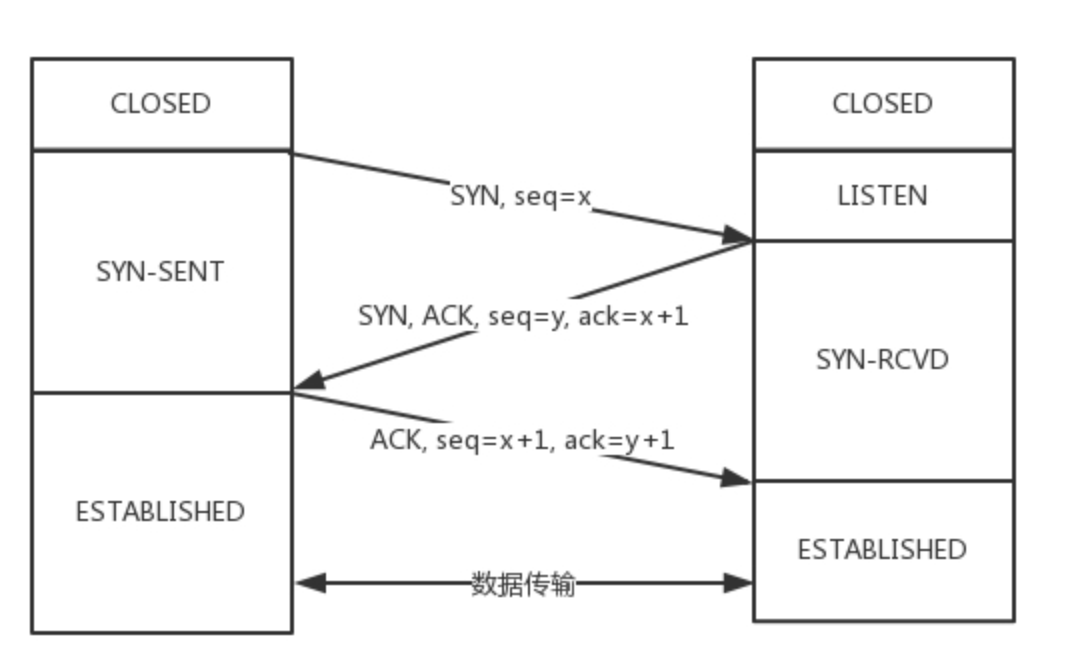 CLOSED
CLOSED
SYN, seq=x
LISTEN
SYN-SENT
SYN, ACK, seq=y, ack=x+1
SYN-RCVD
ACK, seq=x+1, ack=y+1
ESTABLISHED
ESTABLISHED
数据传输